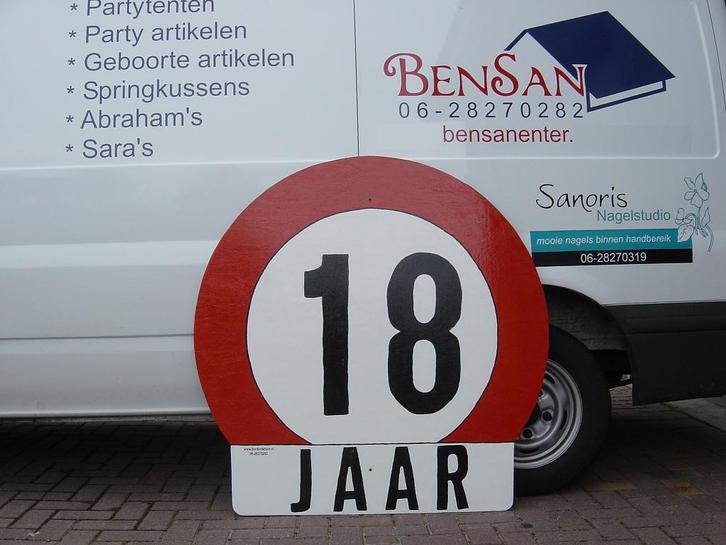 * Partytenten
* Party artikelen
* Geboorte artikelen
* Springkussens
* Abraham's
* Sara's
BENSAN
06-28270282
bensanenter.
Sanoris
Nagelstudio
mooie nagels binnen handbereik
06-28270319
18
JAAR